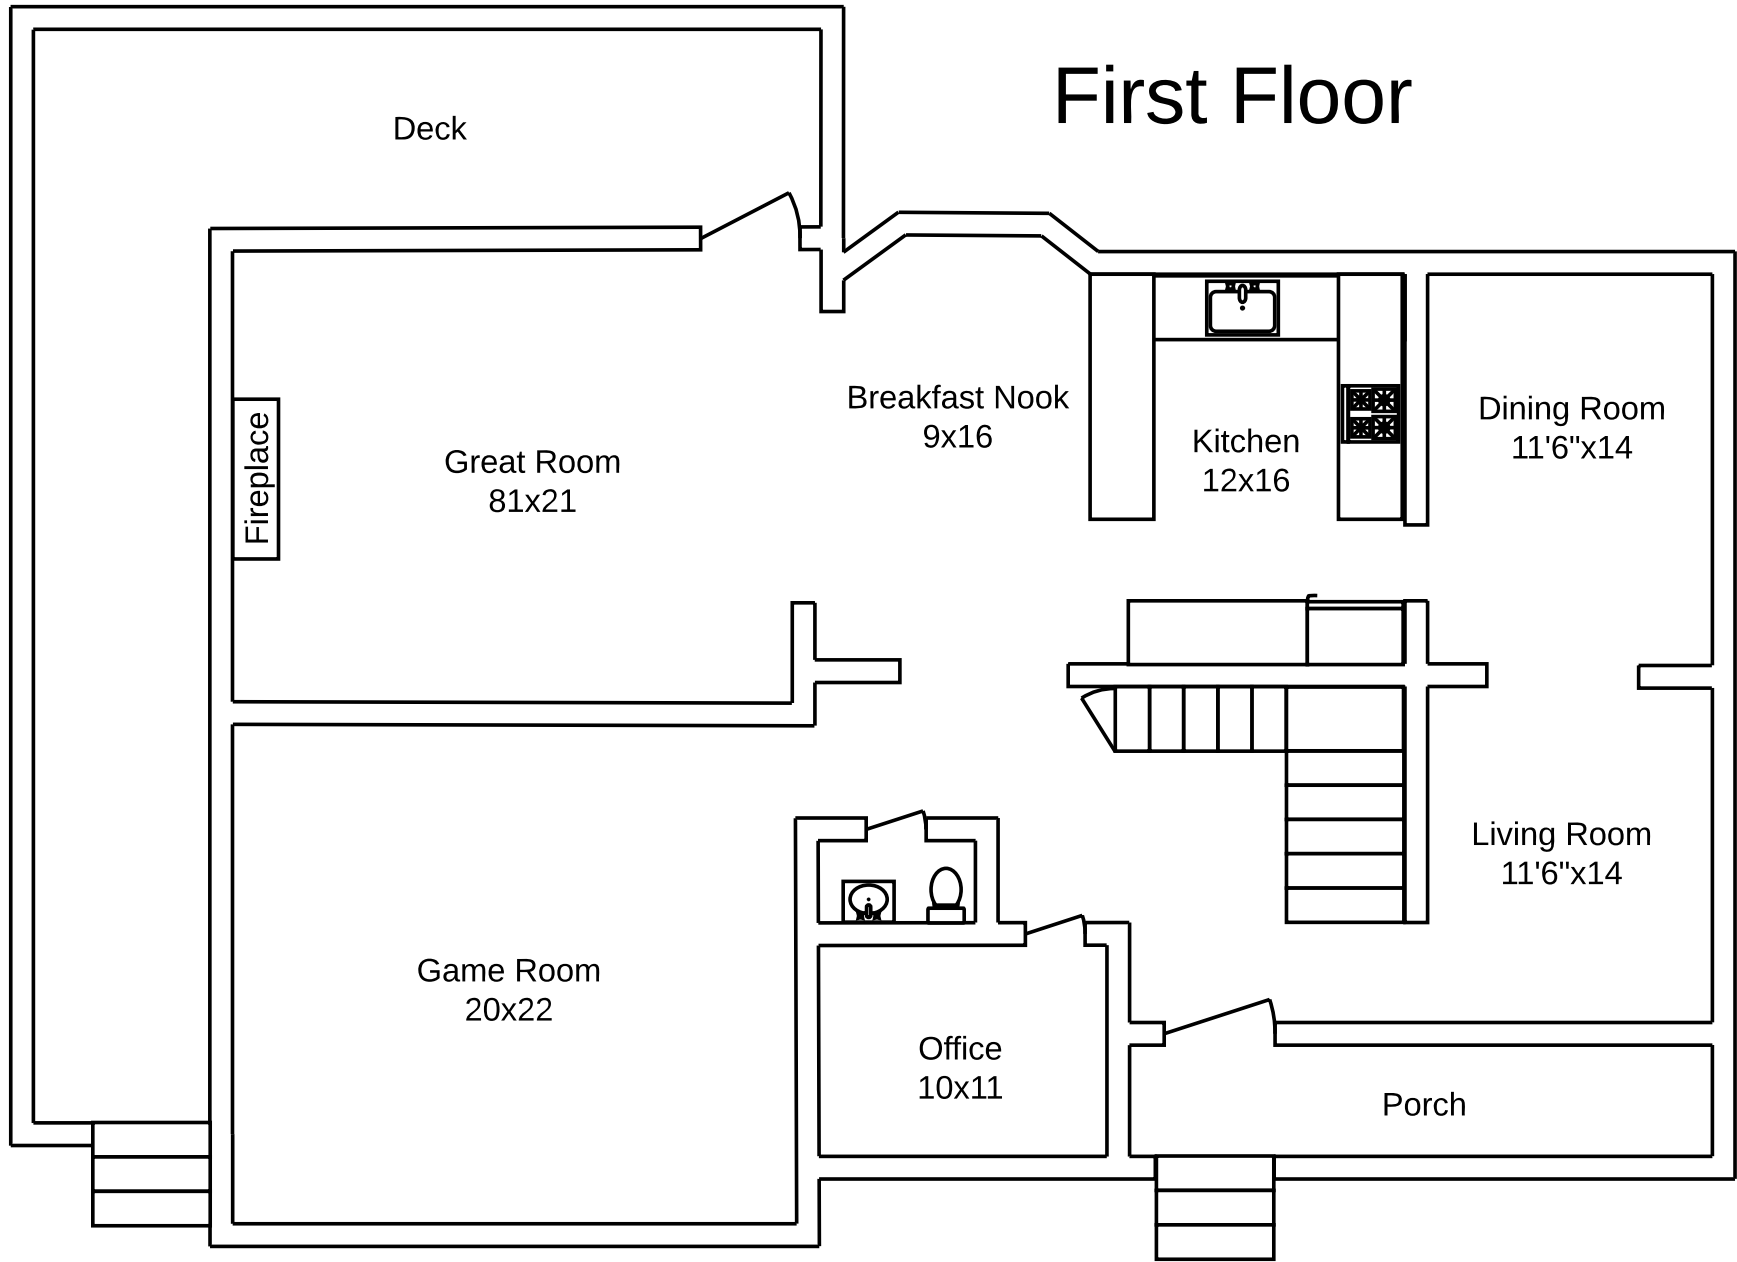 First Floor
Deck
Breakfast Nook
9x16
Dining Room
11'6"x14
Kitchen
12x16
Great Room
81x21
Fireplace
Living Room
11'6"x14
Game Room
20x22
Office
10x11
Porch